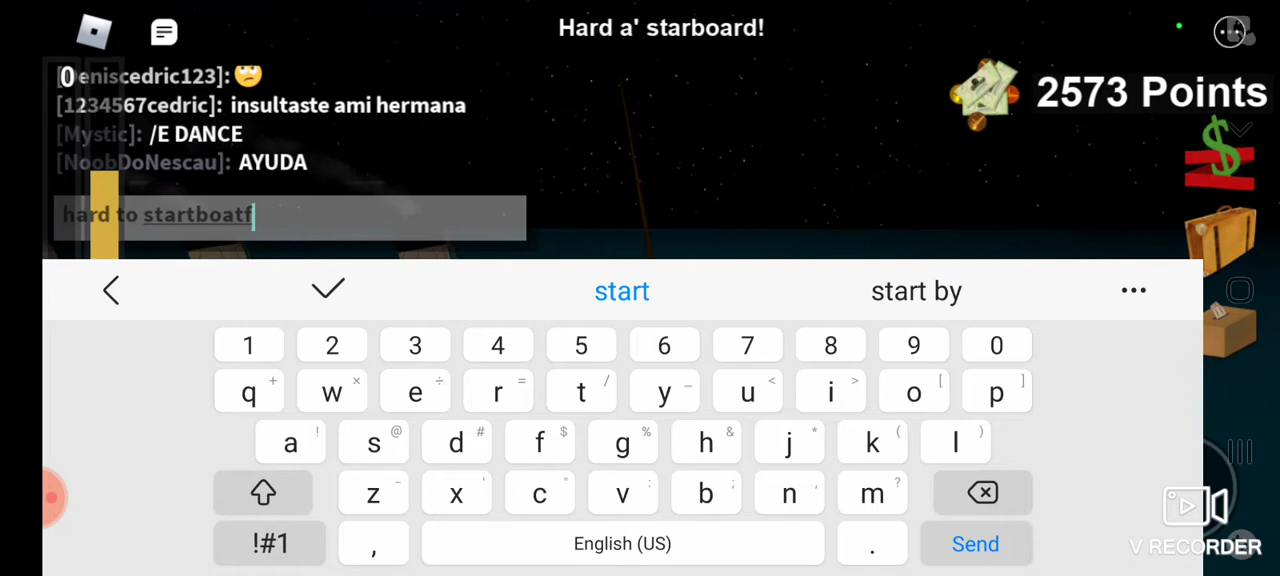 Hard a' starboard!
0
[Deniscedric123]: 🙄
[1234567cedric]: insultaste ami hermana
[Mystic]: /E DANCE
[NoobDoNescau]: AYUDA
2573 Points
$
hard to startboatf
start start by ...
1 2 3 4 5 6 7 8 9 0
q + w × e ÷ r = t / y _ u < i > o [ p ]
a ! s @ d # f $ g % h & j * k ( l )
z - x ' c " v : b ; n , m ?
!#1 , English (US) . Send
V RECORDER